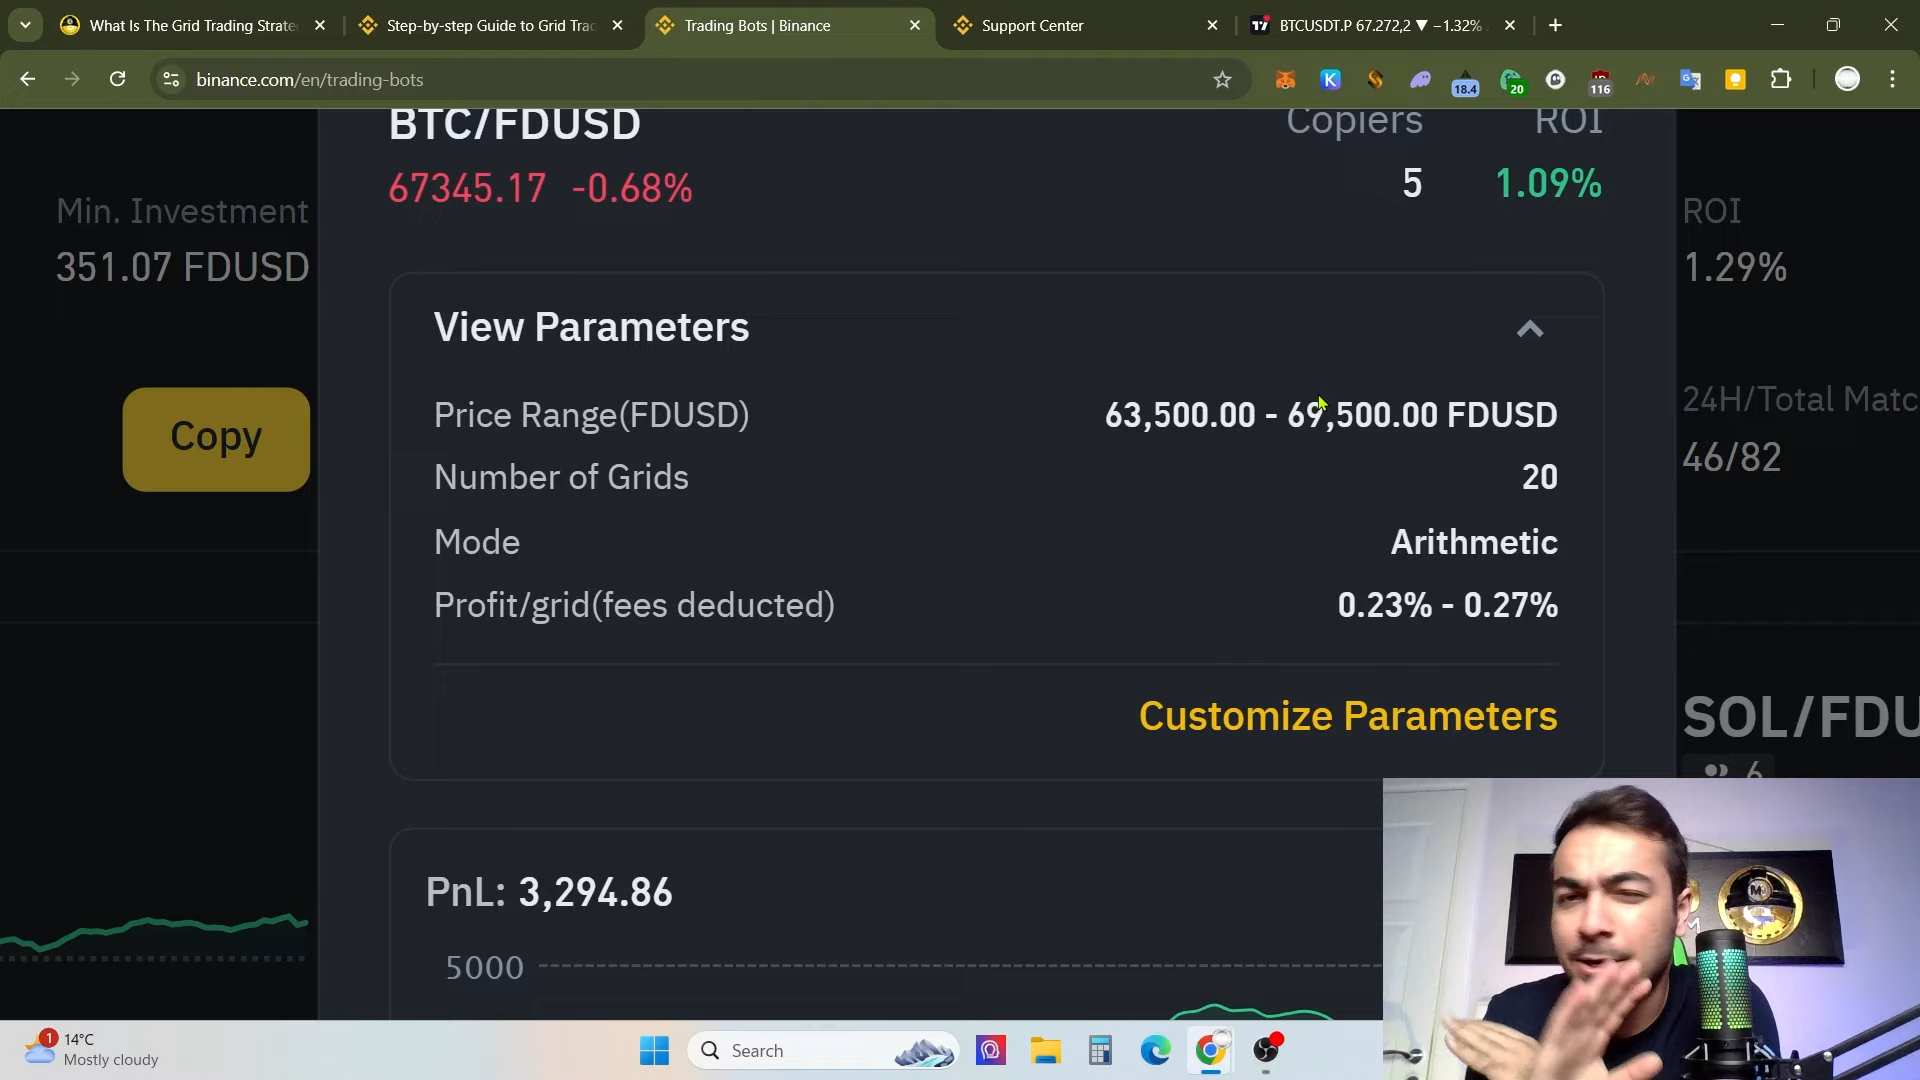 What Is The Grid Trading Strate
Step-by-step Guide to Grid Trad
Trading Bots | Binance
Support Center
BTCUSDT.P 67.272,2 ▼ −1.32%
binance.com/en/trading-bots
18.4
20
116
BTC/FDUSD
Copiers
ROI
67345.17 -0.68%
5
1.09%
Min. Investment
351.07 FDUSD
ROI
1.29%
View Parameters
Price Range(FDUSD)
63,500.00 - 69,500.00 FDUSD
Number of Grids
20
Mode
Arithmetic
Profit/grid(fees deducted)
0.23% - 0.27%
Copy
24H/Total Matc
46/82
Customize Parameters
SOL/FDU
6
PnL: 3,294.86
5000
1
14°C
Mostly cloudy
Search